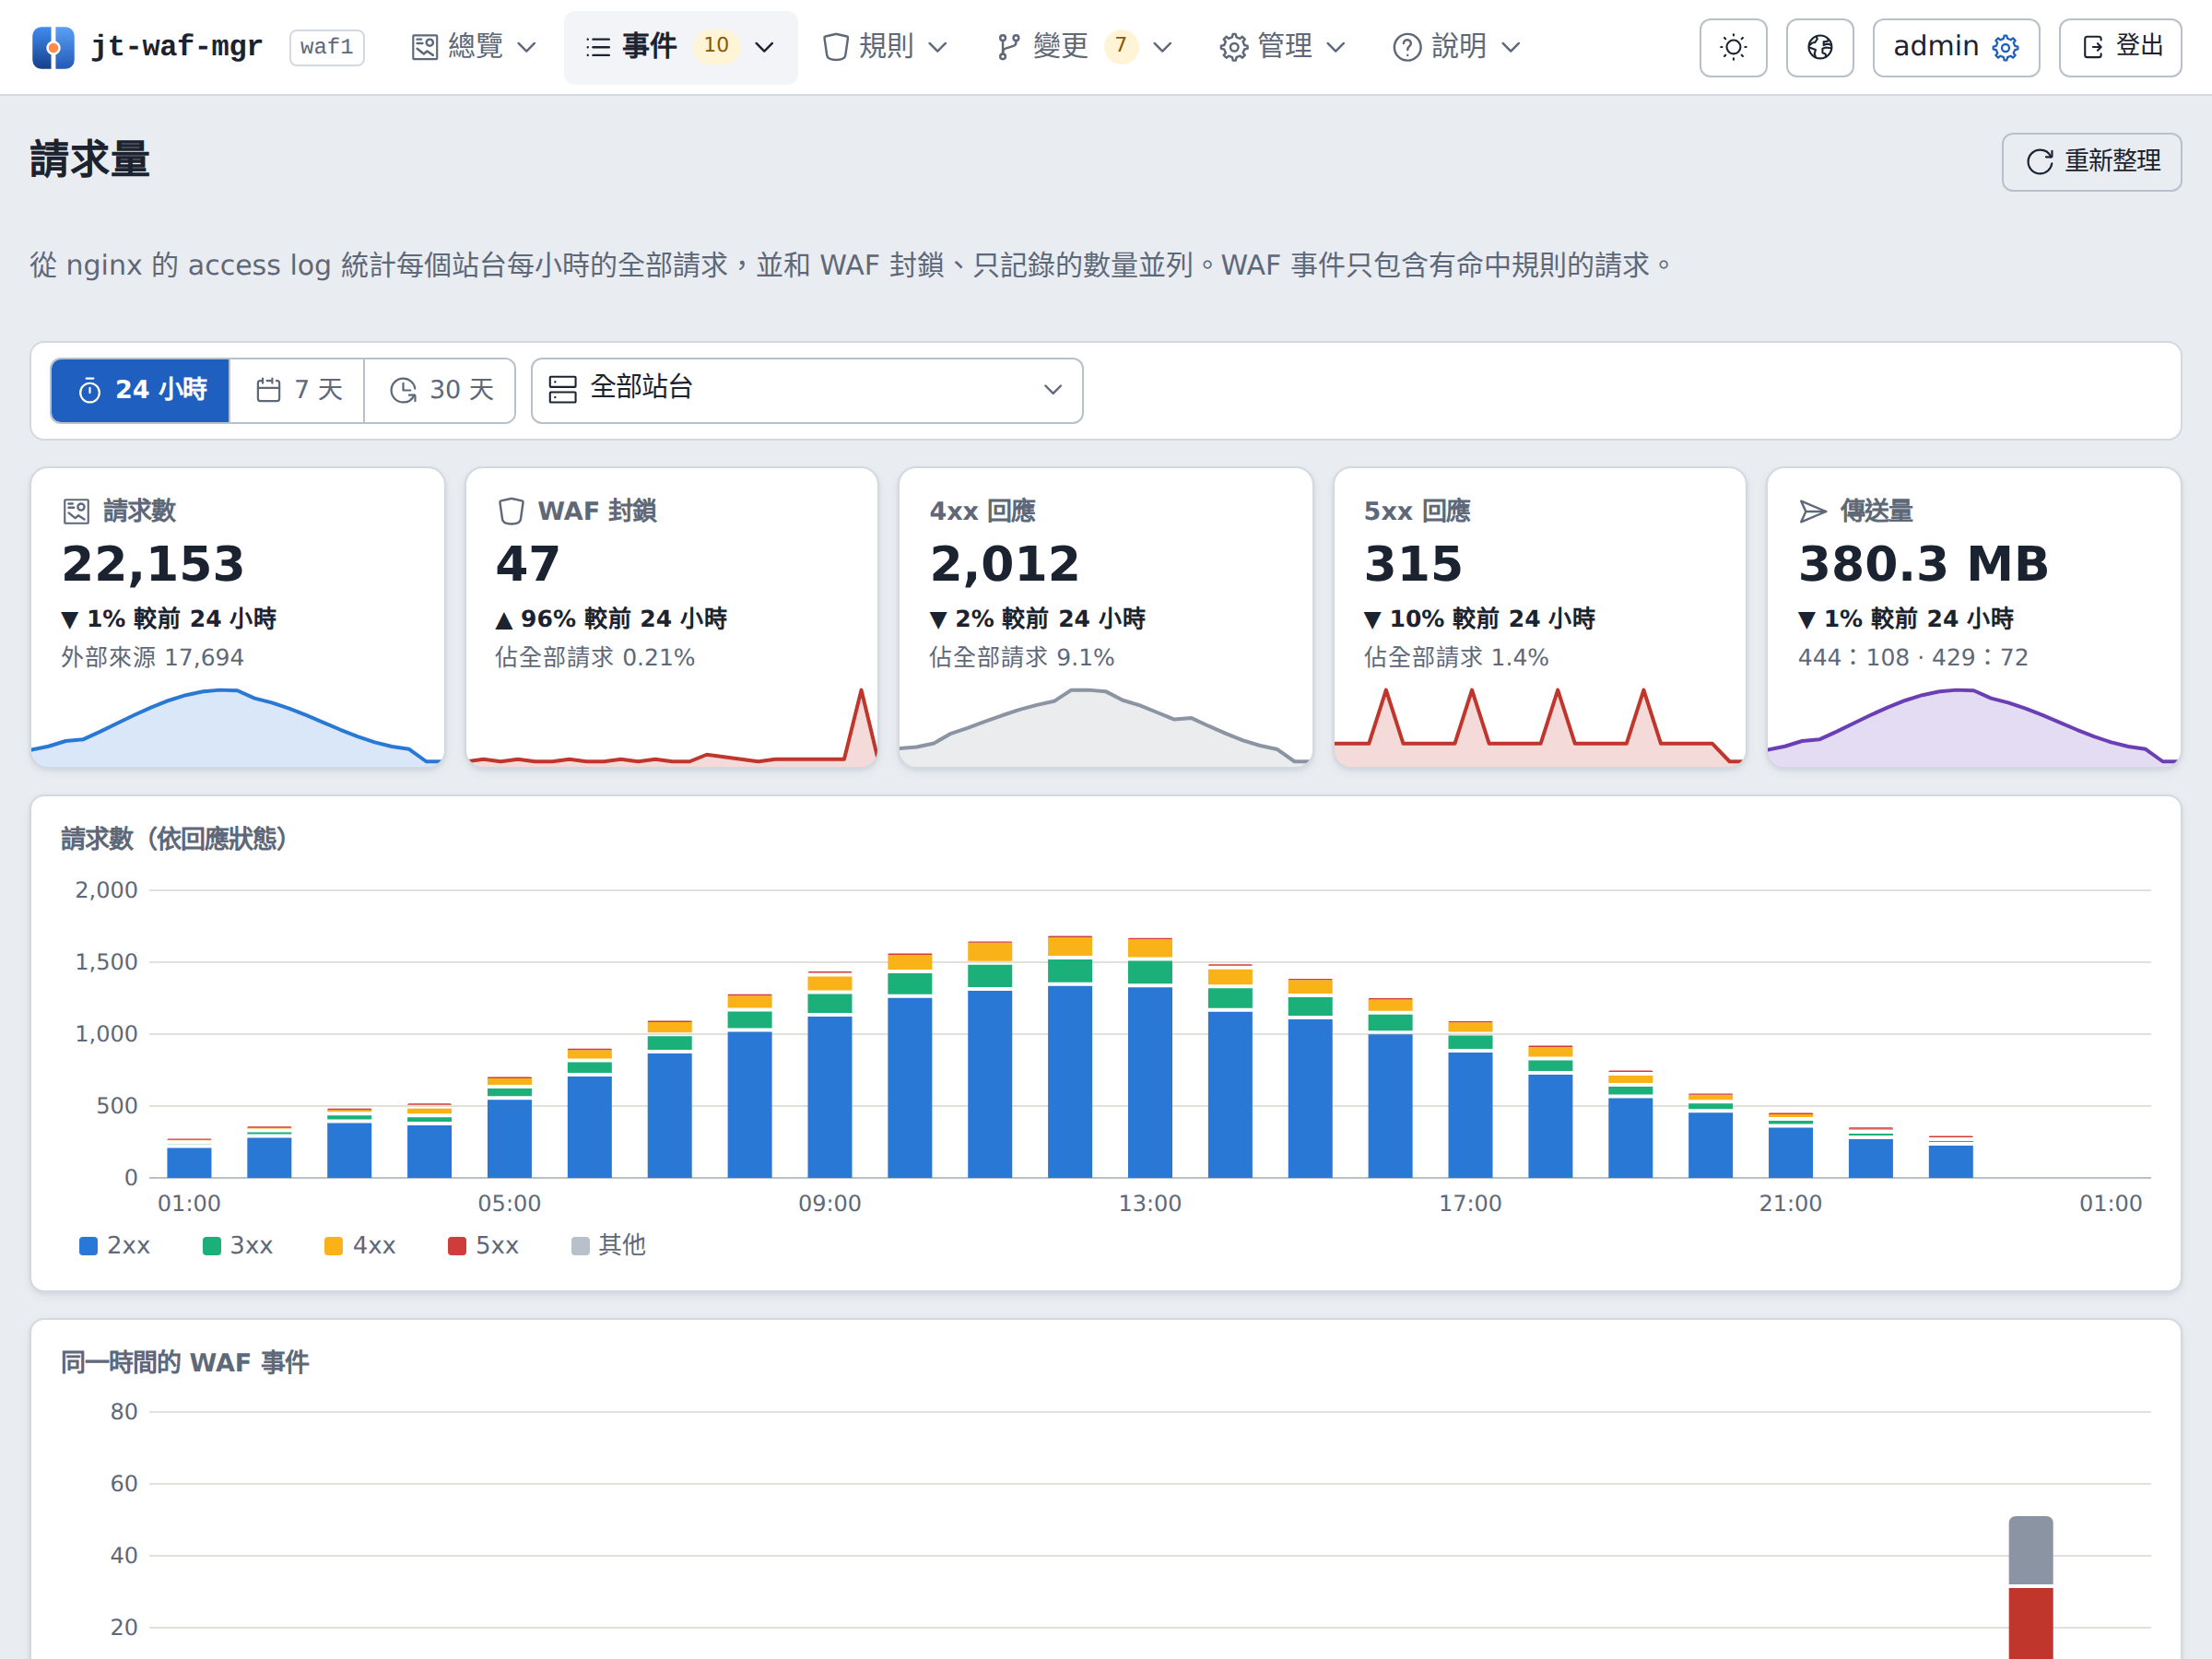 jt-waf-mgr waf1 總覽 事件 10 規則 變更 7 管理 說明 admin 登出
請求量
重新整理
從 nginx 的 access log 統計每個站台每小時的全部請求，並和 WAF 封鎖、只記錄的數量並列。WAF 事件只包含有命中規則的請求。
24 小時 7 天 30 天 全部站台
請求數
22,153
▼ 1% 較前 24 小時
外部來源 17,694
WAF 封鎖
47
▲ 96% 較前 24 小時
佔全部請求 0.21%
4xx 回應
2,012
▼ 2% 較前 24 小時
佔全部請求 9.1%
5xx 回應
315
▼ 10% 較前 24 小時
佔全部請求 1.4%
傳送量
380.3 MB
▼ 1% 較前 24 小時
444：108 · 429：72
請求數（依回應狀態）
2,000
1,500
1,000
500
0
01:00 05:00 09:00 13:00 17:00 21:00 01:00
2xx 3xx 4xx 5xx 其他
同一時間的 WAF 事件
80
60
40
20